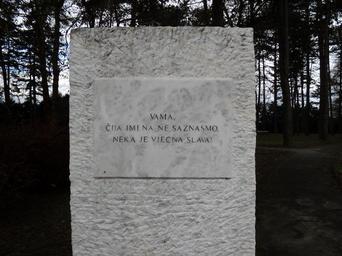 VAMA,
ČIJA IMENA NE SAZNASMO,
NEKA JE VJEČNA SLAVA!